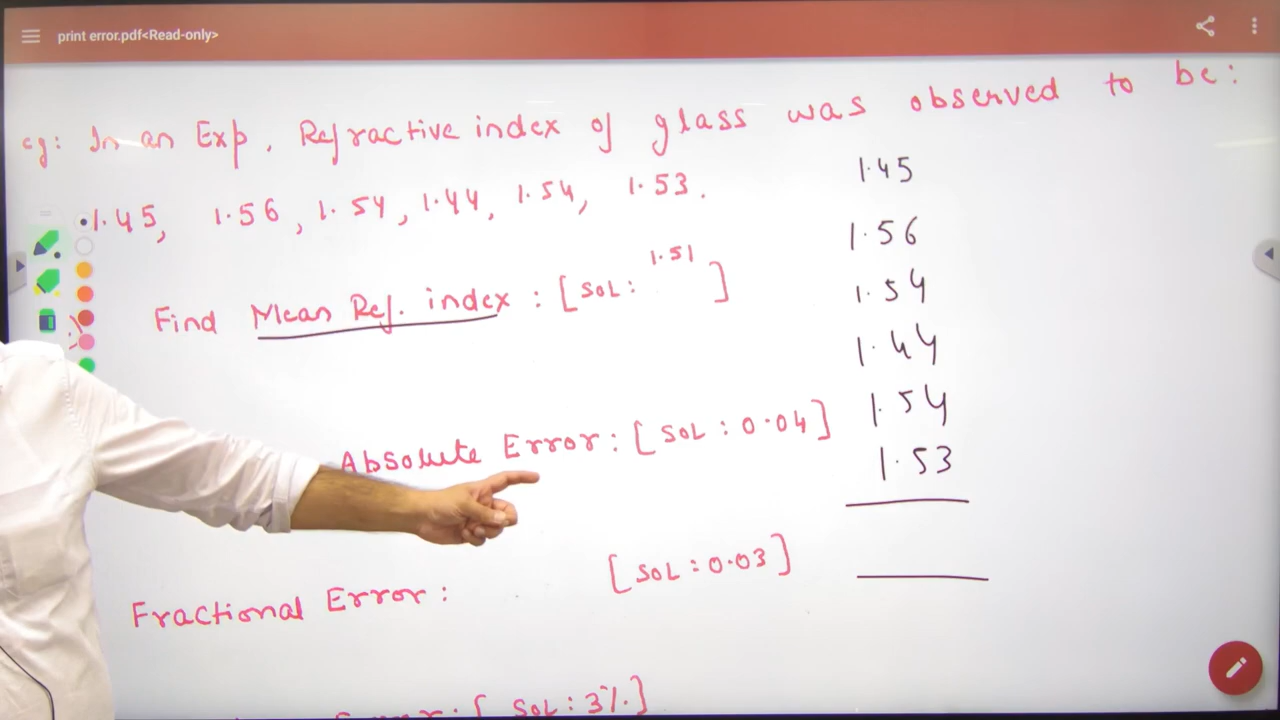 print error.pdf<Read-only>
eg: In an Exp. Refractive index of glass was observed to be:
1.45, 1.56, 1.54, 1.44, 1.54, 1.53.
Find Mean Ref. index : [SOL: 1.51]
Absolute Error: [SOL: 0.04]
Fractional Error: [SOL: 0.03]
Error: [SOL: 3%.]
1.45
1.56
1.54
1.44
1.54
1.53